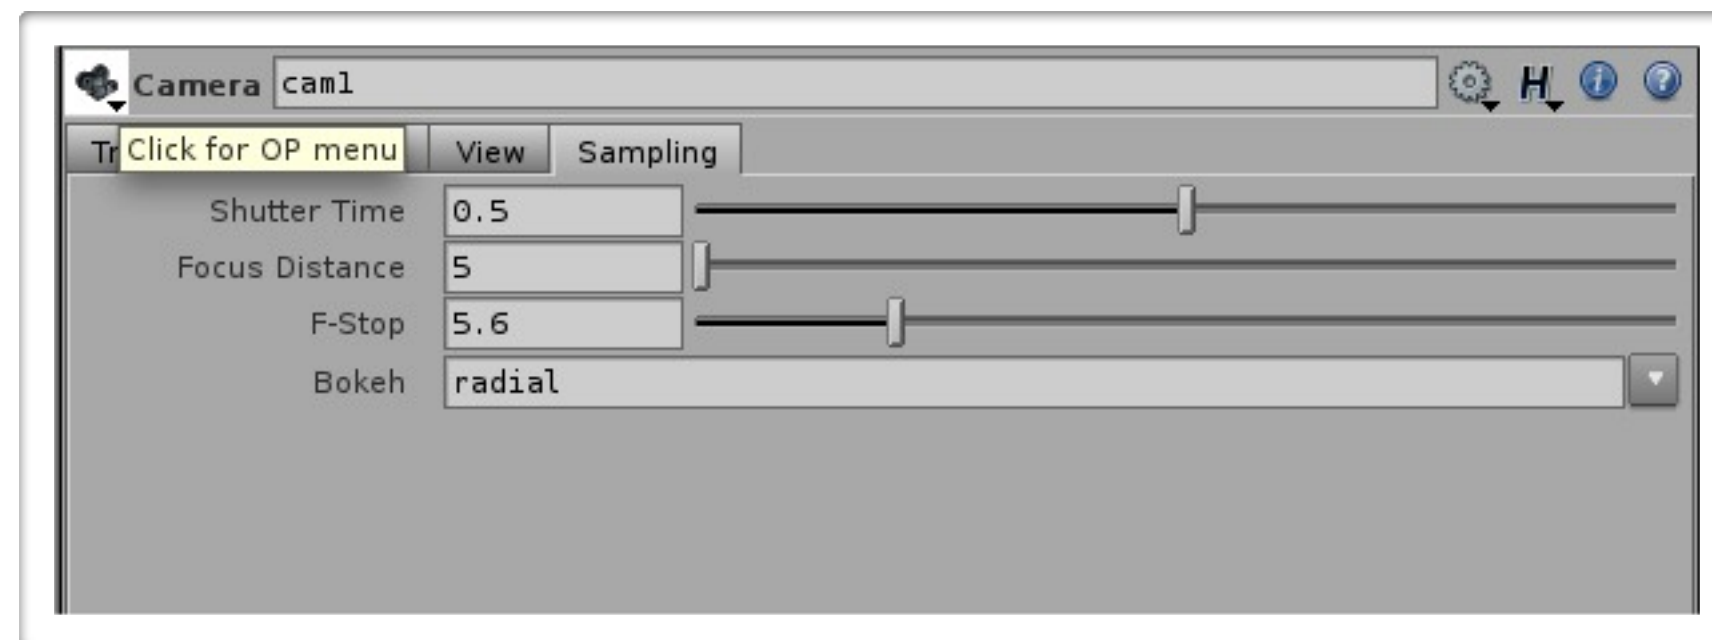 Camera cam1
Click for OP menu View Sampling
Shutter Time 0.5
Focus Distance 5
F-Stop 5.6
Bokeh radial